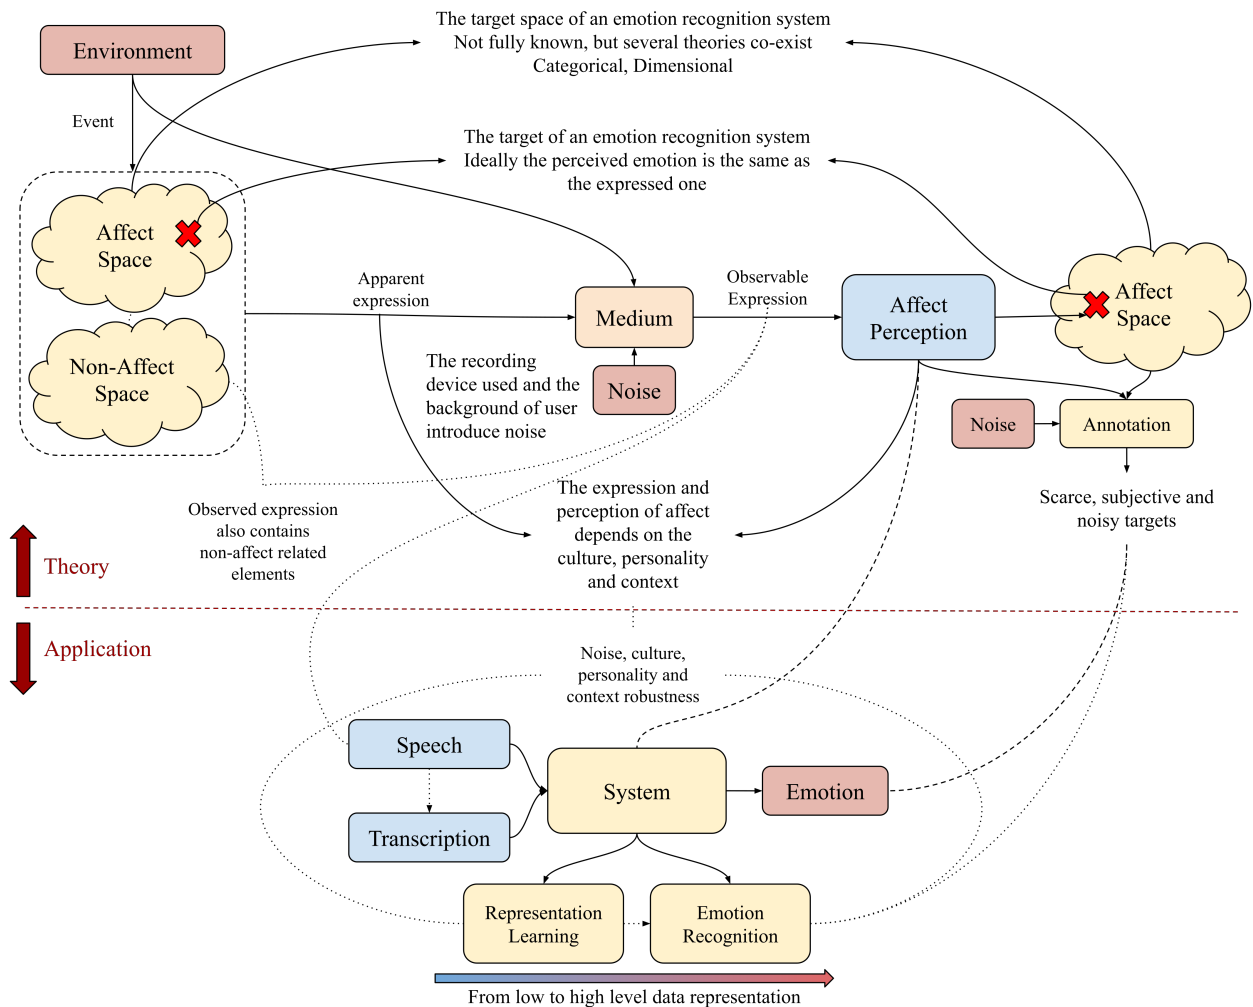 The target space of an emotion recognition system
Not fully known, but several theories co-exist
Categorical, Dimensional
Environment
Event
The target of an emotion recognition system
Ideally the perceived emotion is the same as
the expressed one
Affect
Space
Non-Affect
Space
Apparent
expression
Medium
Observable
Expression
Affect
Perception
Affect
Space
The recording
device used and the
background of user
introduce noise
Noise
Noise
Annotation
Scarce, subjective and
noisy targets
Observed expression
also contains
non-affect related
elements
The expression and
perception of affect
depends on the
culture, personality
and context
Theory
Application
Noise, culture,
personality and
context robustness
Speech
Transcription
System
Emotion
Representation
Learning
Emotion
Recognition
From low to high level data representation